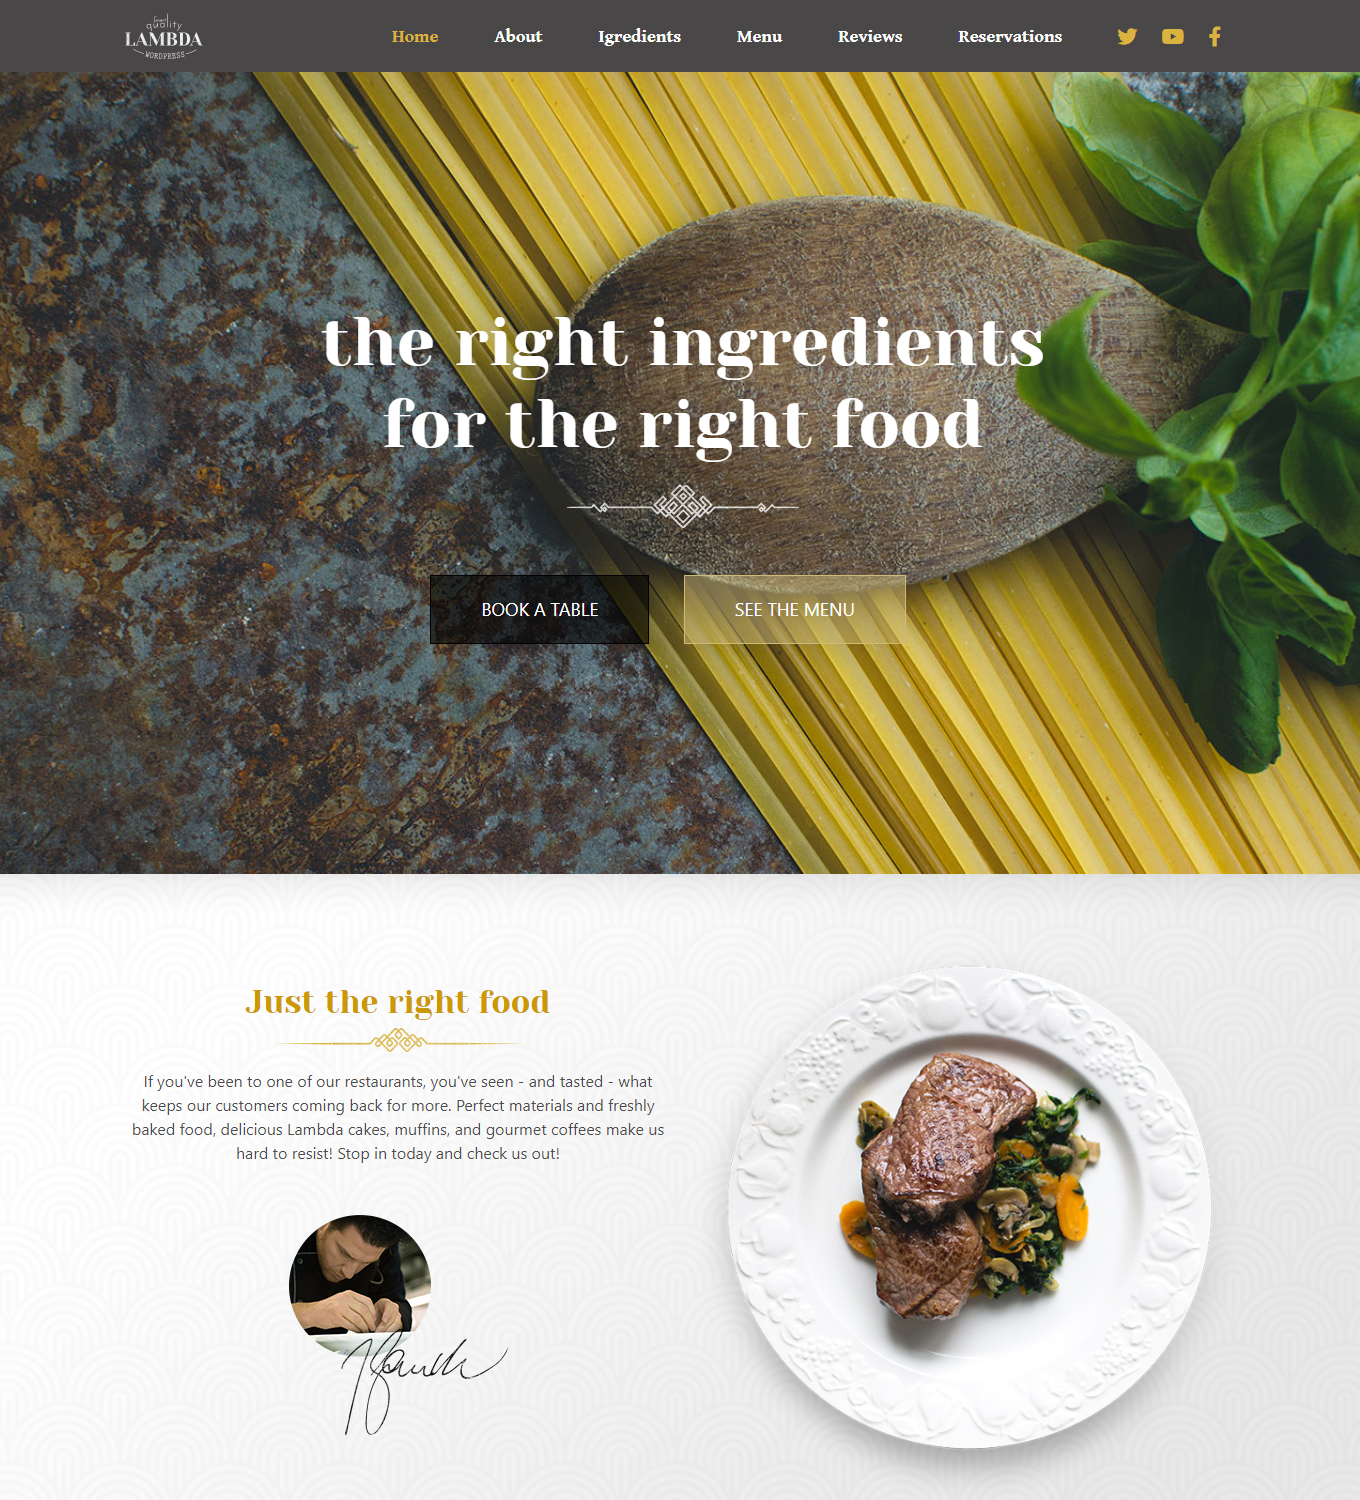 finest
quality
LAMBDA
WORDPRESS
Home About Igredients Menu Reviews Reservations
the right ingredients
for the right food
BOOK A TABLE SEE THE MENU
Just the right food
If you've been to one of our restaurants, you've seen - and tasted - what
keeps our customers coming back for more. Perfect materials and freshly
baked food, delicious Lambda cakes, muffins, and gourmet coffees make us
hard to resist! Stop in today and check us out!